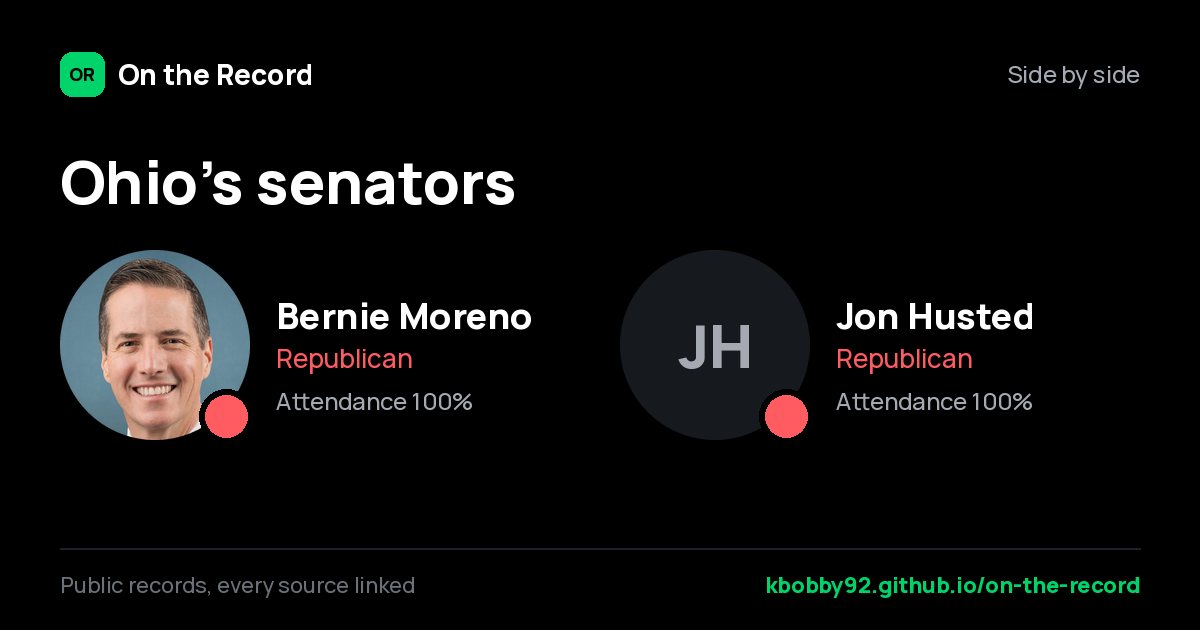 OR On the Record
Side by side
Ohio’s senators
Bernie Moreno
Republican
Attendance 100%
JH
Jon Husted
Republican
Attendance 100%
Public records, every source linked
kbobby92.github.io/on-the-record